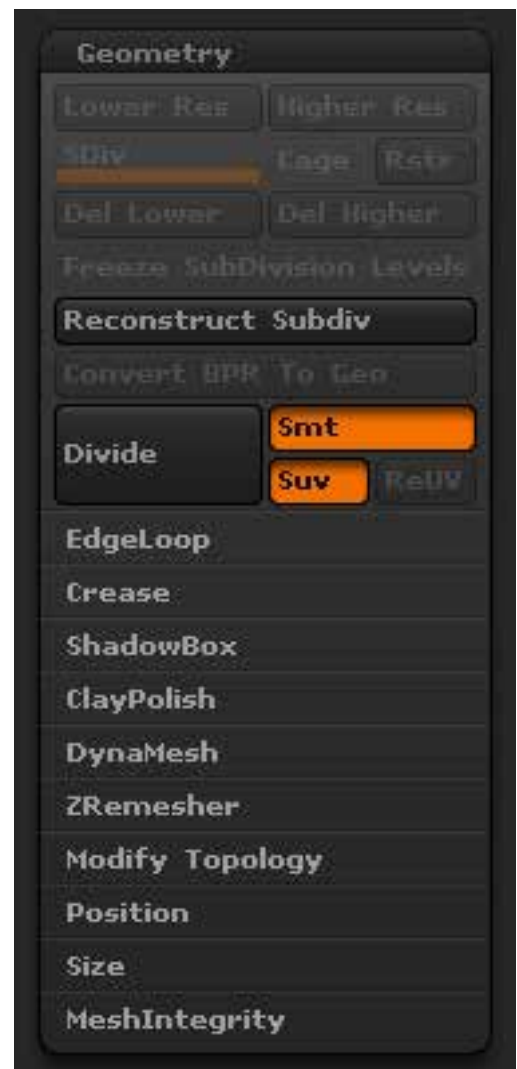 Geometry
Lower Res Higher Res
SDiv Cage Rstr
Del Lower Del Higher
Freeze SubDivision Levels
Reconstruct Subdiv
Convert BPR To Geo
Divide Smt
Suv ReUV
EdgeLoop
Crease
ShadowBox
ClayPolish
DynaMesh
ZRemesher
Modify Topology
Position
Size
MeshIntegrity